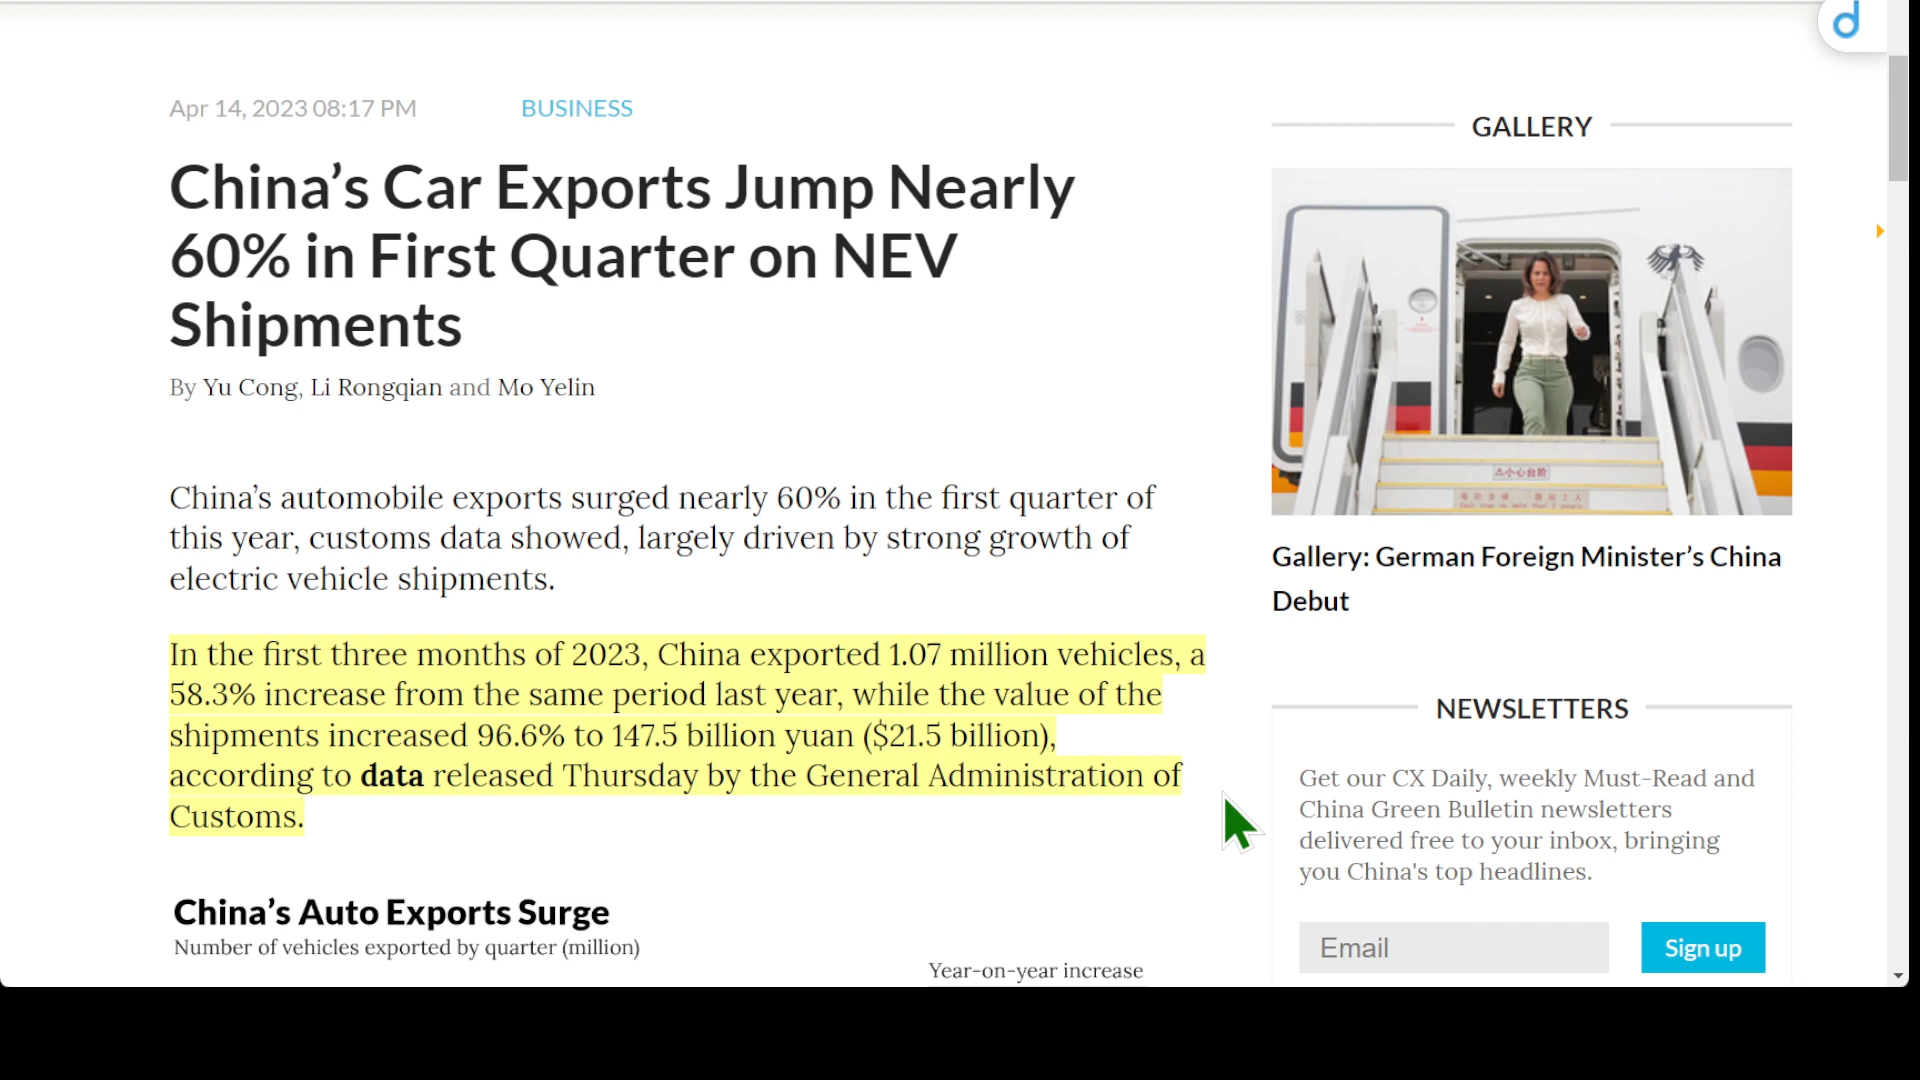 Apr 14, 2023 08:17 PM
BUSINESS
China’s Car Exports Jump Nearly
60% in First Quarter on NEV
Shipments
By Yu Cong, Li Rongqian and Mo Yelin
China’s automobile exports surged nearly 60% in the first quarter of
this year, customs data showed, largely driven by strong growth of
electric vehicle shipments.
In the first three months of 2023, China exported 1.07 million vehicles, a
58.3% increase from the same period last year, while the value of the
shipments increased 96.6% to 147.5 billion yuan ($21.5 billion),
according to data released Thursday by the General Administration of
Customs.
China’s Auto Exports Surge
Number of vehicles exported by quarter (million)
Year-on-year increase
d
GALLERY
小心台阶
Gallery: German Foreign Minister’s China
Debut
NEWSLETTERS
Get our CX Daily, weekly Must-Read and
China Green Bulletin newsletters
delivered free to your inbox, bringing
you China's top headlines.
Email
Sign up